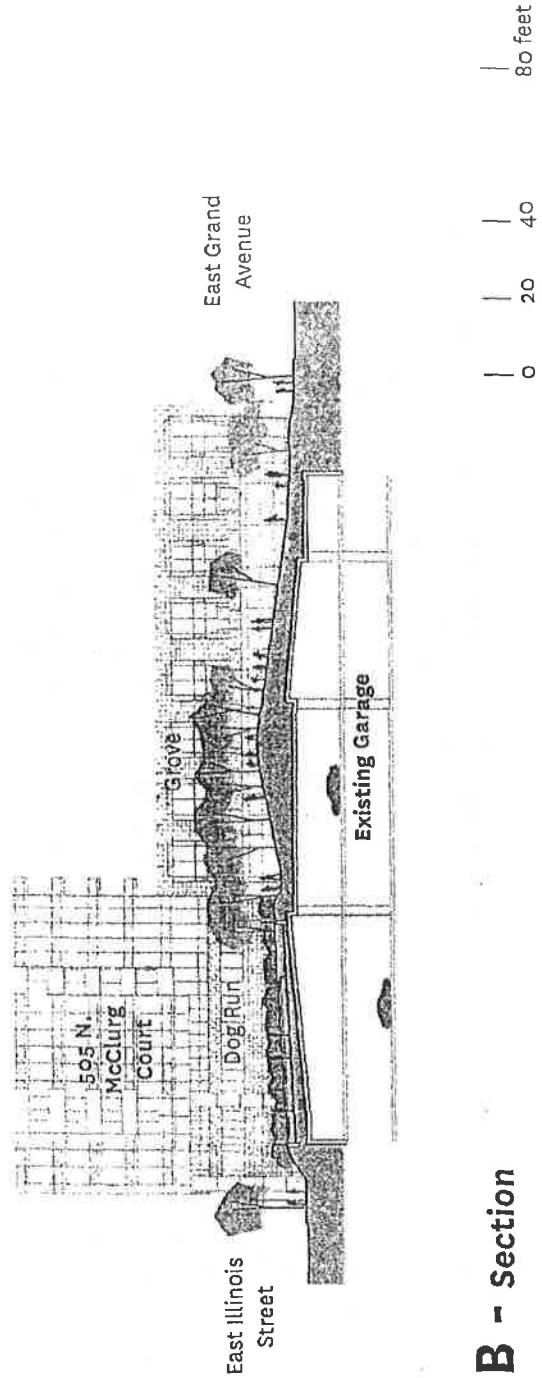 505 N.
McClurg
Court
Grove
Dog Run
East Illinois
Street
East Grand
Avenue
Existing Garage
B - Section
0
20
40
80 feet